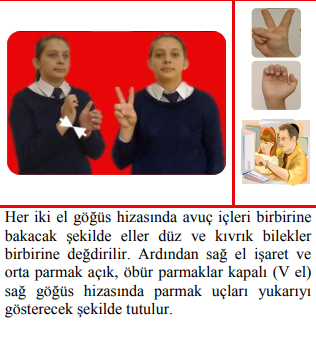 Her iki el göğüs hizasında avuç içleri birbirine
bakacak şekilde eller düz ve kıvrık bilekler
birbirine değdirilir. Ardından sağ el işaret ve
orta parmak açık, öbür parmaklar kapalı (V el)
sağ göğüs hizasında parmak uçları yukarıyı
gösterecek şekilde tutulur.